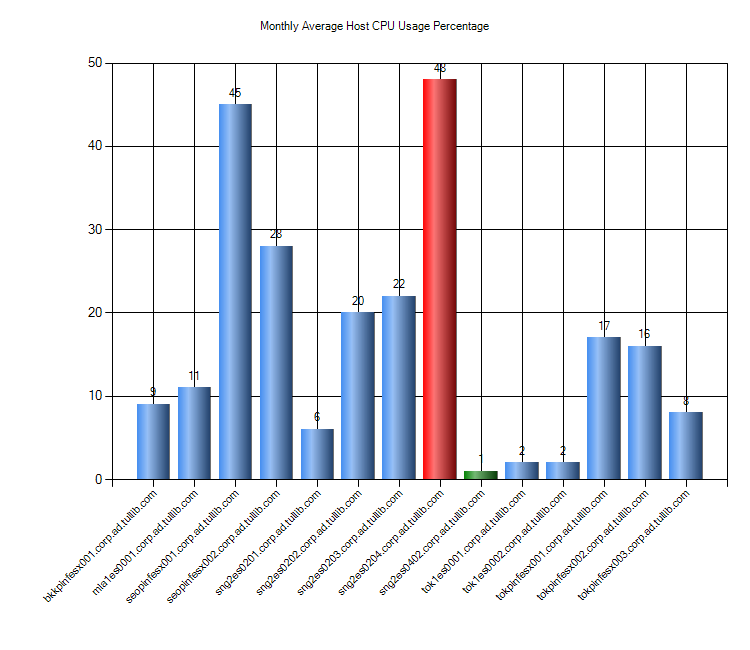 Monthly Average Host CPU Usage Percentage
50
40
30
20
10
0
9
11
45
28
6
20
22
48
1
2
2
17
16
8
bkkpinfesx001.corp.ad.tullib.com
mla1es0001.corp.ad.tullib.com
seopinfesx001.corp.ad.tullib.com
seopinfesx002.corp.ad.tullib.com
sng2es0201.corp.ad.tullib.com
sng2es0202.corp.ad.tullib.com
sng2es0203.corp.ad.tullib.com
sng2es0204.corp.ad.tullib.com
sng2es0402.corp.ad.tullib.com
tok1es0001.corp.ad.tullib.com
tok1es0002.corp.ad.tullib.com
tokpinfesx001.corp.ad.tullib.com
tokpinfesx002.corp.ad.tullib.com
tokpinfesx003.corp.ad.tullib.com